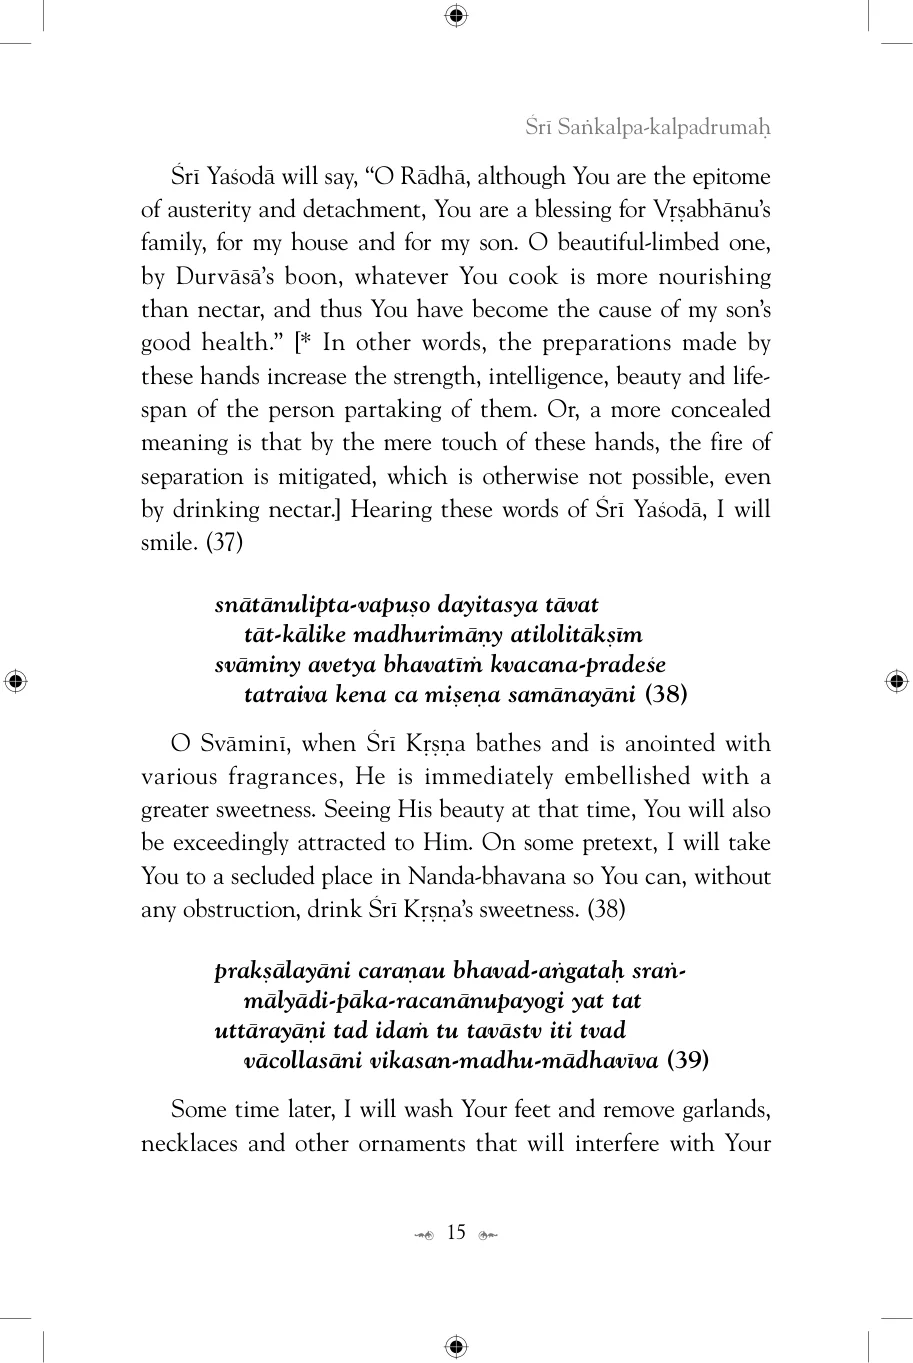 Śrī Saṅkalpa-kalpadrumaḥ
Śrī Yaśodā will say, “O Rādhā, although You are the epitome
of austerity and detachment, You are a blessing for Vṛṣabhānu’s
family, for my house and for my son. O beautiful-limbed one,
by Durvāsā’s boon, whatever You cook is more nourishing
than nectar, and thus You have become the cause of my son’s
good health.” [* In other words, the preparations made by
these hands increase the strength, intelligence, beauty and life-
span of the person partaking of them. Or, a more concealed
meaning is that by the mere touch of these hands, the fire of
separation is mitigated, which is otherwise not possible, even
by drinking nectar.] Hearing these words of Śrī Yaśodā, I will
smile. (37)
snātānulipta-vapuṣo dayitasya tāvat
tāt-kālike madhurimāṇy atilolitākṣīm
svāminy avetya bhavatīṁ kvacana-pradeśe
tatraiva kena ca miṣeṇa samānayāni (38)
O Svāminī, when Śrī Kṛṣṇa bathes and is anointed with
various fragrances, He is immediately embellished with a
greater sweetness. Seeing His beauty at that time, You will also
be exceedingly attracted to Him. On some pretext, I will take
You to a secluded place in Nanda-bhavana so You can, without
any obstruction, drink Śrī Kṛṣṇa’s sweetness. (38)
prakṣālayāni caraṇau bhavad-aṅgataḥ sraṅ-
mālyādi-pāka-racanānupayogi yat tat
uttārayāṇi tad idaṁ tu tavāstv iti tvad
vācollasāni vikasan-madhu-mādhavīva (39)
Some time later, I will wash Your feet and remove garlands,
necklaces and other ornaments that will interfere with Your
15